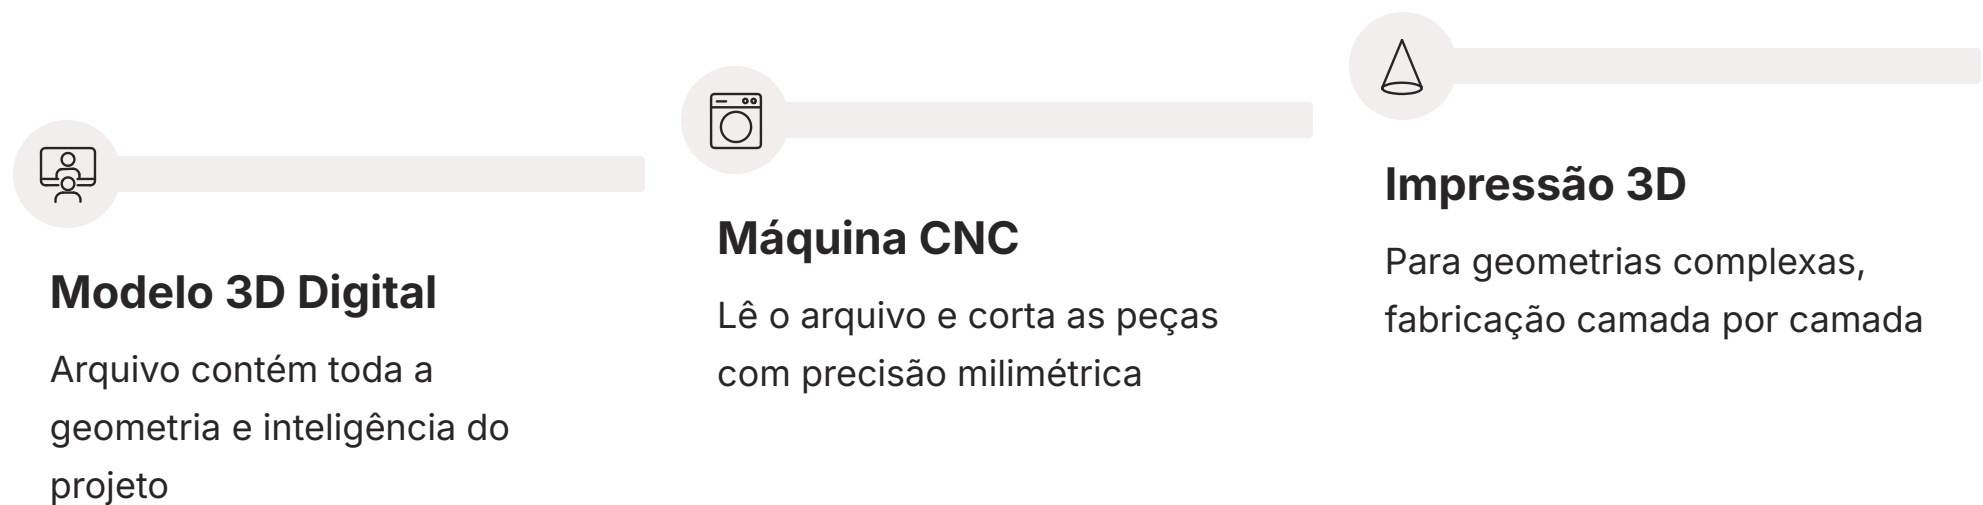 Modelo 3D Digital
Arquivo contém toda a
geometria e inteligência do
projeto
Máquina CNC
Lê o arquivo e corta as peças
com precisão milimétrica
Impressão 3D
Para geometrias complexas,
fabricação camada por camada